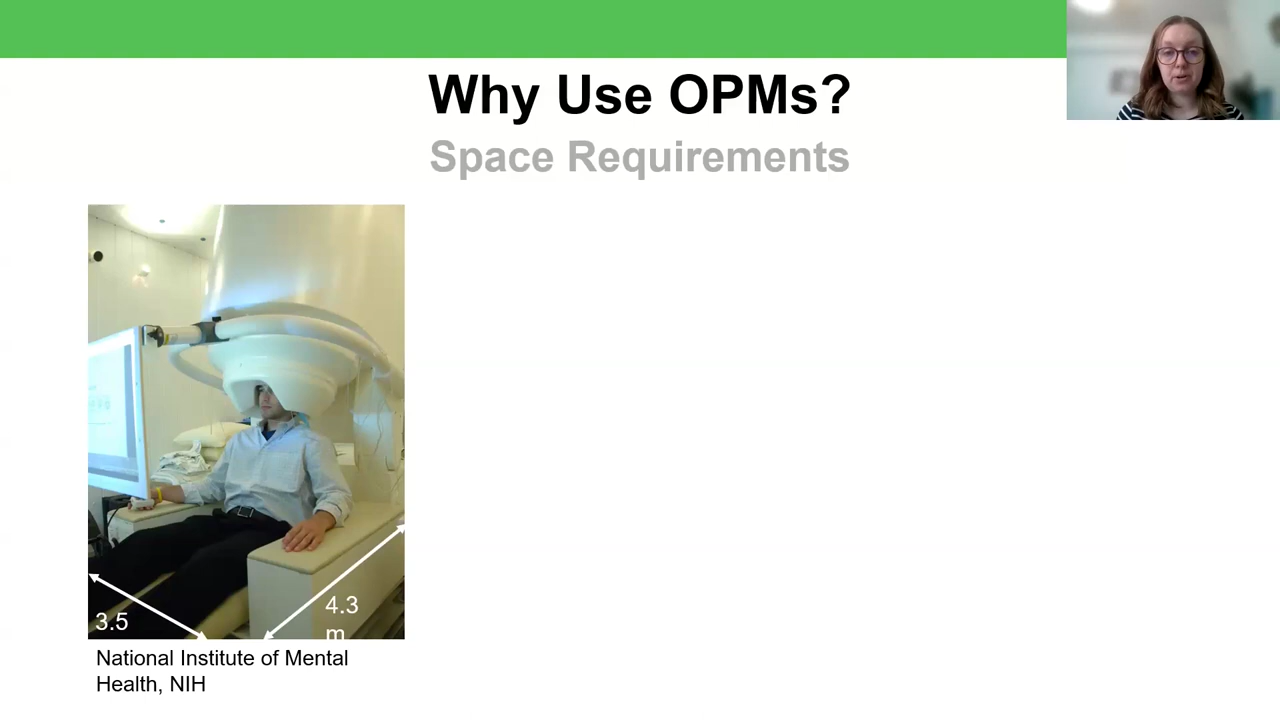 Why Use OPMs?
Space Requirements
3.5
4.3
m
National Institute of Mental
Health, NIH